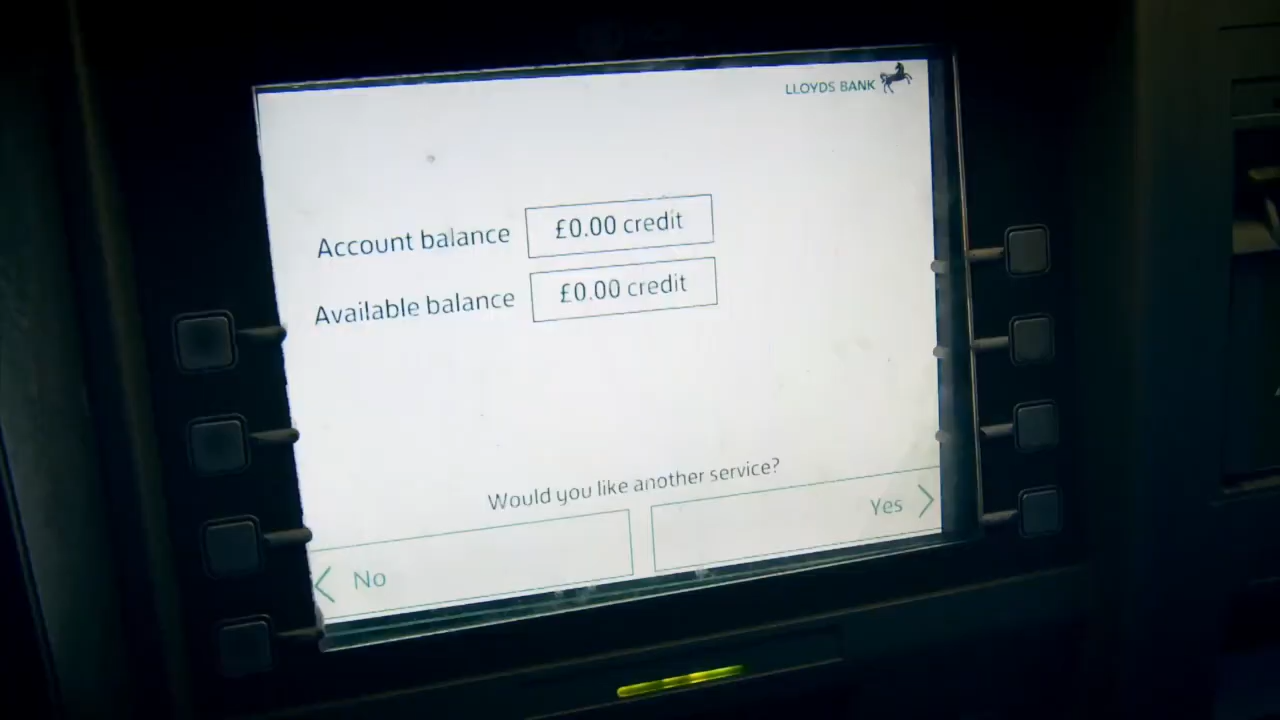 LLOYDS BANK
Account balance £0.00 credit
Available balance £0.00 credit
Would you like another service?
No
Yes